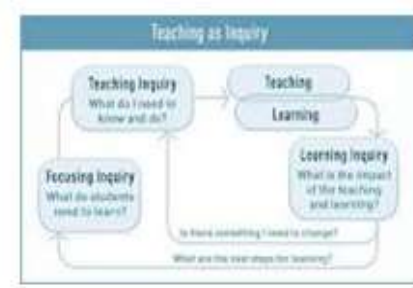 Teaching as Inquiry
Teaching Inquiry
What do I need to
know and do?
Teaching
Learning
Learning Inquiry
What is the impact
of the teaching
and learning?
Focusing Inquiry
What do students
need to learn?
Is there something I need to change?
What are the next steps for learning?